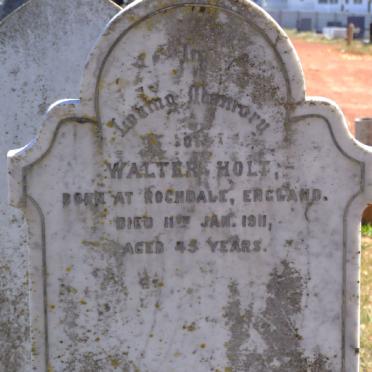 In
Loving Memory
OF
WALTER HOLT,
BORN AT ROCHDALE, ENGLAND.
DIED 11TH JAN. 1911,
AGED 45 YEARS.